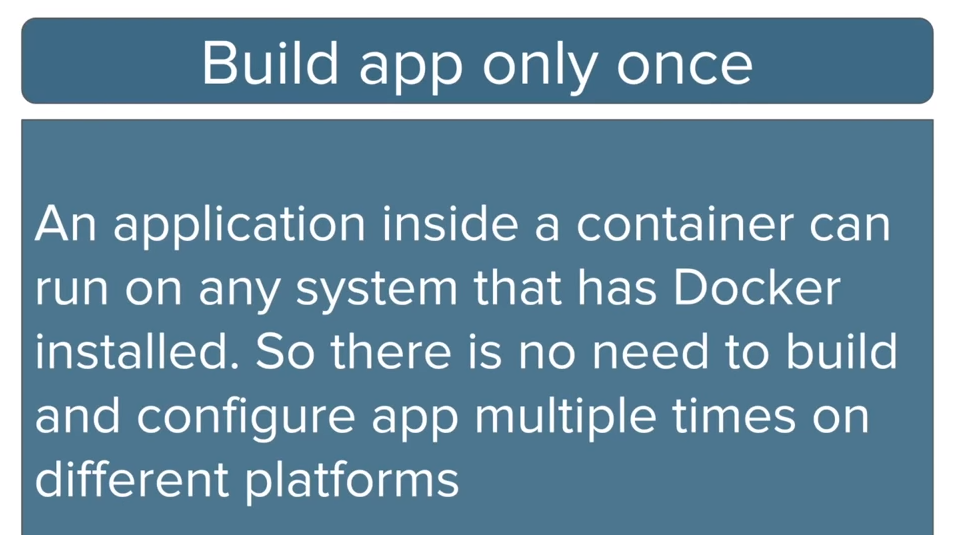 Build app only once
An application inside a container can
run on any system that has Docker
installed. So there is no need to build
and configure app multiple times on
different platforms